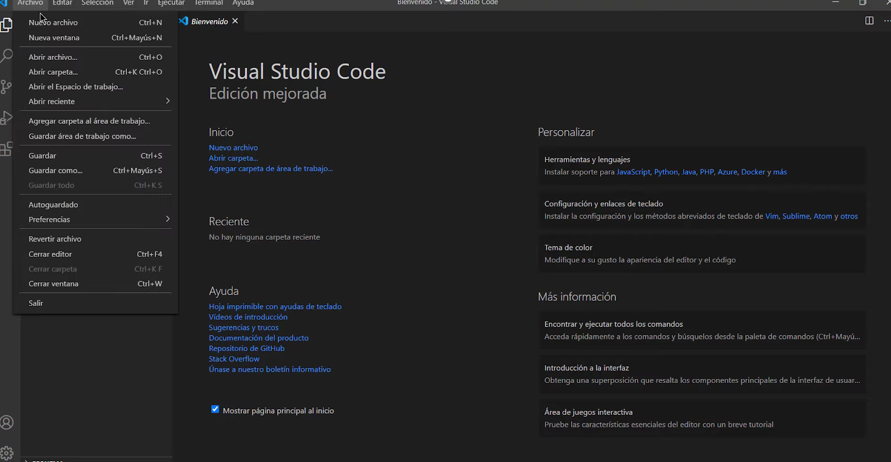 Archivo Editar Selección Ver Ir Ejecutar Terminal Ayuda
Bienvenido - Visual Studio Code
Nuevo archivo Ctrl+N
Nueva ventana Ctrl+Mayús+N
Abrir archivo... Ctrl+O
Abrir carpeta... Ctrl+K Ctrl+O
Abrir el Espacio de trabajo...
Abrir reciente
Agregar carpeta al área de trabajo...
Guardar área de trabajo como...
Guardar Ctrl+S
Guardar como... Ctrl+Mayús+S
Guardar todo Ctrl+K S
Autoguardado
Preferencias
Revertir archivo
Cerrar editor Ctrl+F4
Cerrar carpeta Ctrl+K F
Cerrar ventana Ctrl+W
Salir
Bienvenido
Visual Studio Code
Edición mejorada
Inicio
Nuevo archivo
Abrir carpeta...
Agregar carpeta de área de trabajo...
Reciente
No hay ninguna carpeta reciente
Ayuda
Hoja imprimible con ayudas de teclado
Vídeos de introducción
Sugerencias y trucos
Documentación del producto
Repositorio de GitHub
Stack Overflow
Únase a nuestro boletín informativo
Mostrar página principal al inicio
Personalizar
Herramientas y lenguajes
Instalar soporte para JavaScript, Python, Java, PHP, Azure, Docker y más
Configuración y enlaces de teclado
Instalar la configuración y los métodos abreviados de teclado de Vim, Sublime, Atom y otros
Tema de color
Modifique a su gusto la apariencia del editor y el código
Más información
Encontrar y ejecutar todos los comandos
Acceda rápidamente a los comandos y búsquelos desde la paleta de comandos (Ctrl+Mayú...
Introducción a la interfaz
Obtenga una superposición que resalta los componentes principales de la interfaz de usuar...
Área de juegos interactiva
Pruebe las características esenciales del editor con un breve tutorial